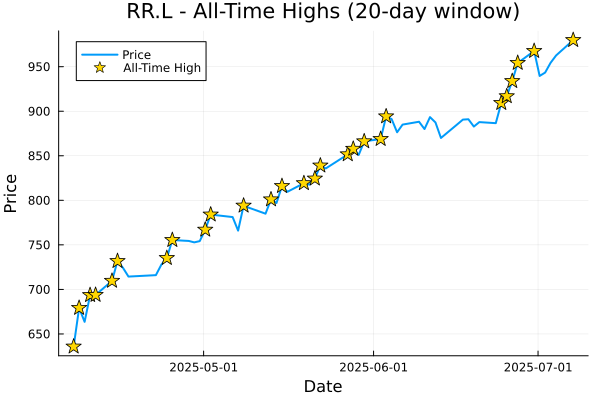 RR.L - All-Time Highs (20-day window)
Price
All-Time High
950
900
850
800
750
700
650
Price
2025-05-01
2025-06-01
2025-07-01
Date